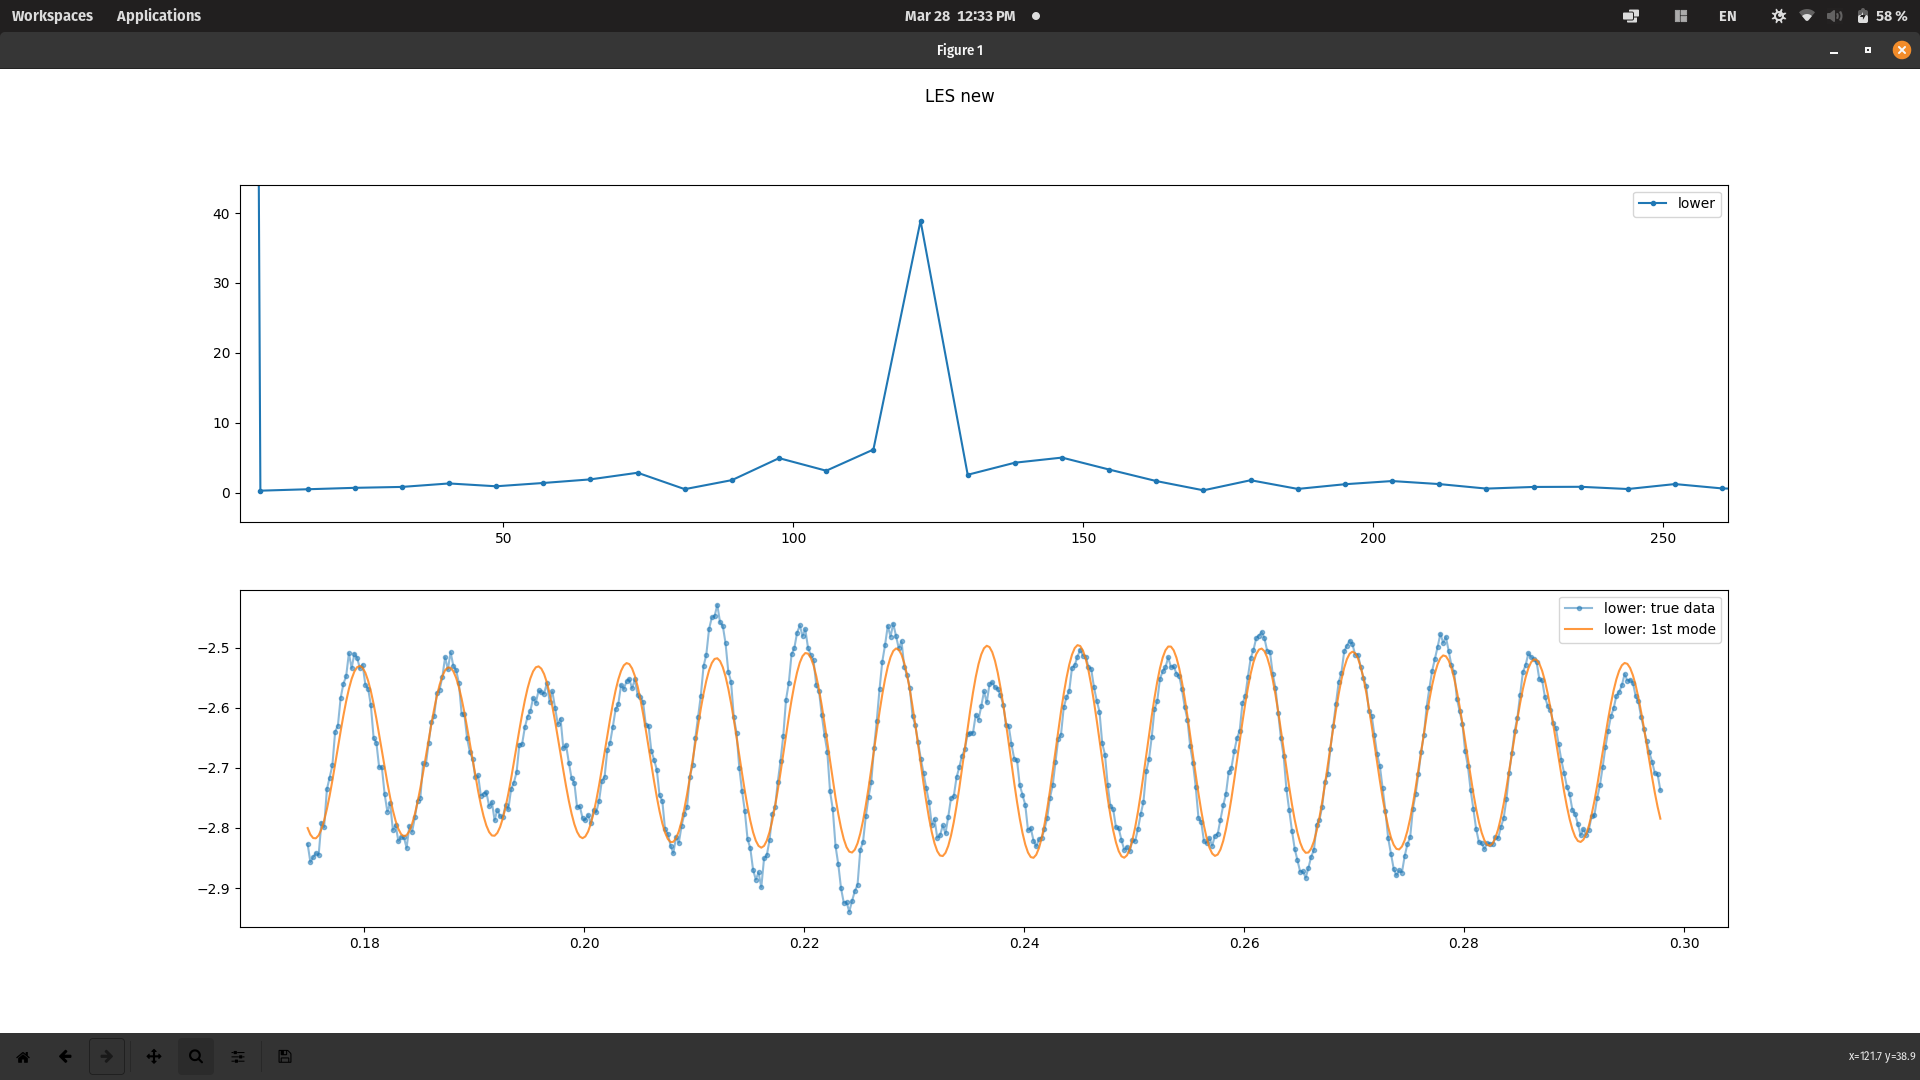 Workspaces Applications Mar 28 12:33 PM EN 58 %
Figure 1
LES new
lower
40
30
20
10
0
50 100 150 200 250
lower: true data
lower: 1st mode
−2.5
−2.6
−2.7
−2.8
−2.9
0.18 0.20 0.22 0.24 0.26 0.28 0.30
x=121.7 y=38.9